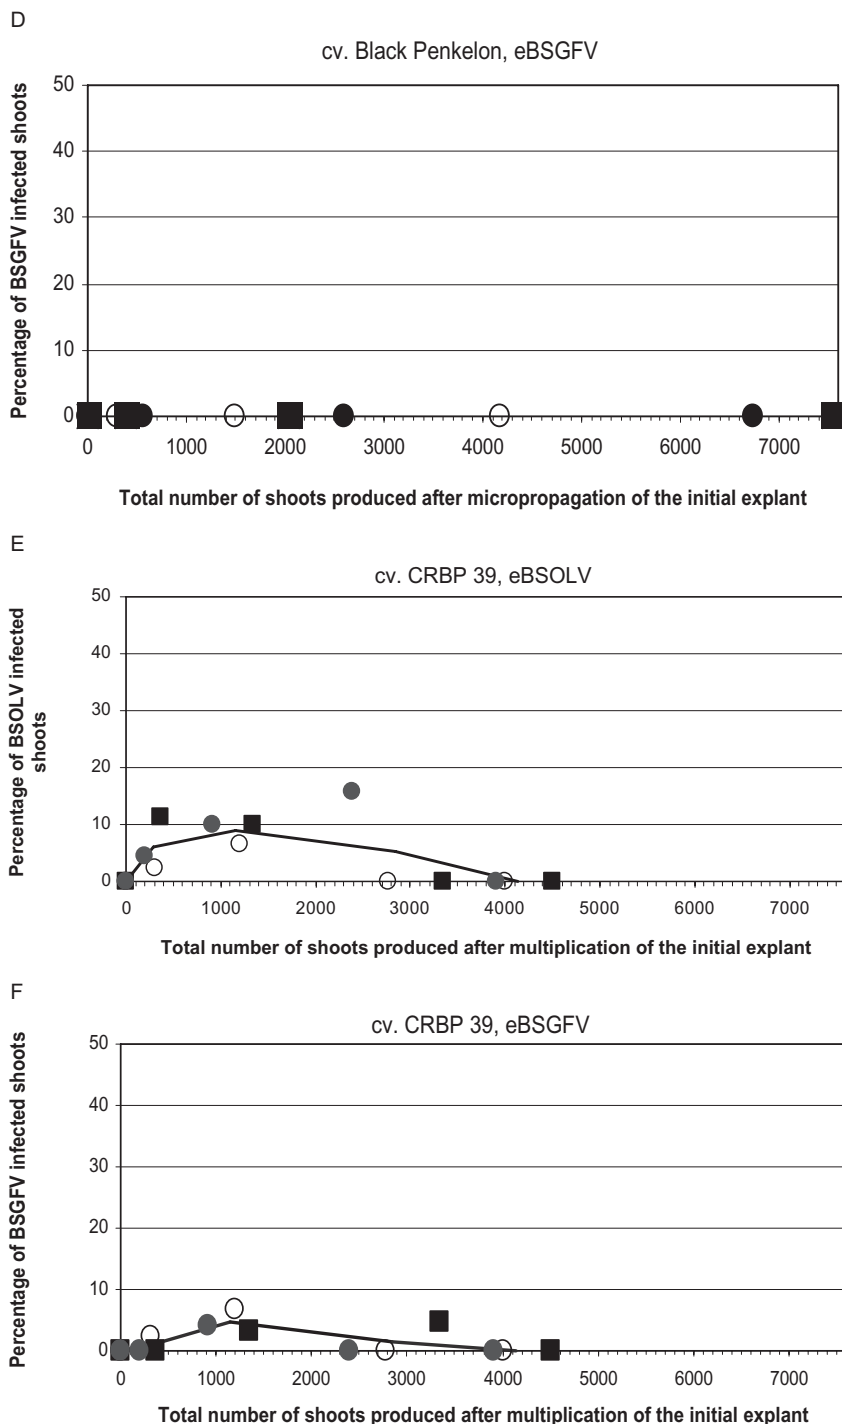 D
cv. Black Penkelon, eBSGFV
Percentage of BSGFV infected shoots
50
40
30
20
10
0
0 1000 2000 3000 4000 5000 6000 7000
Total number of shoots produced after micropropagation of the initial explant
E
cv. CRBP 39, eBSOLV
Percentage of BSOLV infected
shoots
50
40
30
20
10
0
0 1000 2000 3000 4000 5000 6000 7000
Total number of shoots produced after multiplication of the initial explant
F
cv. CRBP 39, eBSGFV
Percentage of BSGFV infected shoots
50
40
30
20
10
0
0 1000 2000 3000 4000 5000 6000 7000
Total number of shoots produced after multiplication of the initial explant